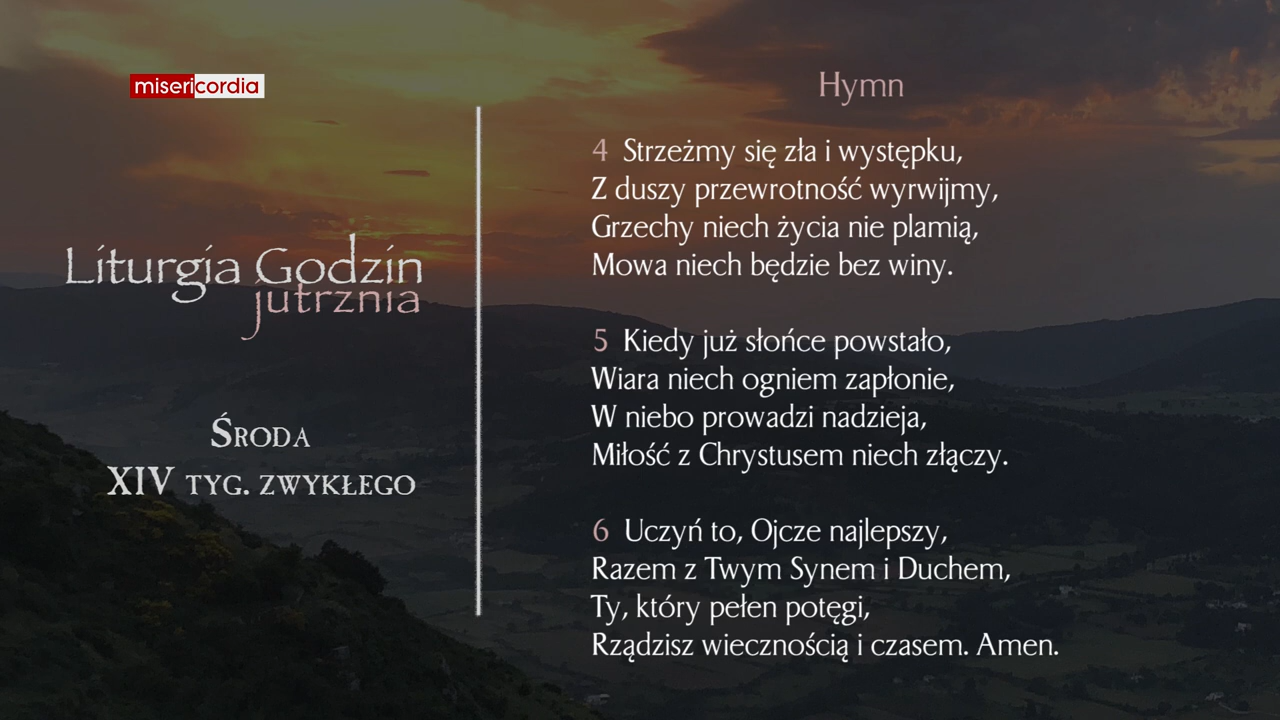 misericordia
Liturgia Godzin
jutrznia
Środa
XIV tyg. zwykłego
Hymn
4 Strzeżmy się zła i występku,
Z duszy przewrotność wyrwijmy,
Grzechy niech życia nie plamią,
Mowa niech będzie bez winy.
5 Kiedy już słońce powstało,
Wiara niech ogniem zapłonie,
W niebo prowadzi nadzieja,
Miłość z Chrystusem niech złączy.
6 Uczyń to, Ojcze najlepszy,
Razem z Twym Synem i Duchem,
Ty, który pełen potęgi,
Rządzisz wiecznością i czasem. Amen.